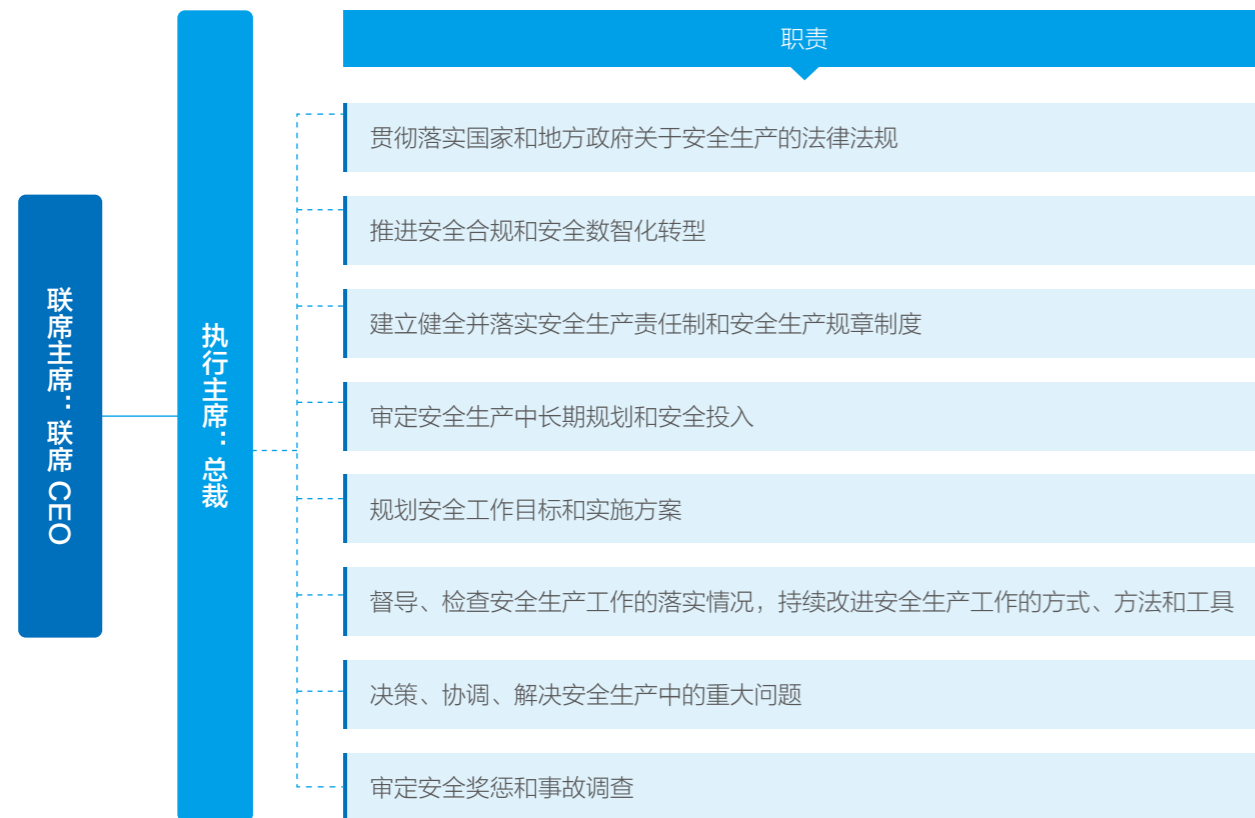 联席主席：联席 CEO
执行主席：总裁
职责
贯彻落实国家和地方政府关于安全生产的法律法规
推进安全合规和安全数智化转型
建立健全并落实安全生产责任制和安全生产规章制度
审定安全生产中长期规划和安全投入
规划安全工作目标和实施方案
督导、检查安全生产工作的落实情况，持续改进安全生产工作的方式、方法和工具
决策、协调、解决安全生产中的重大问题
审定安全奖惩和事故调查